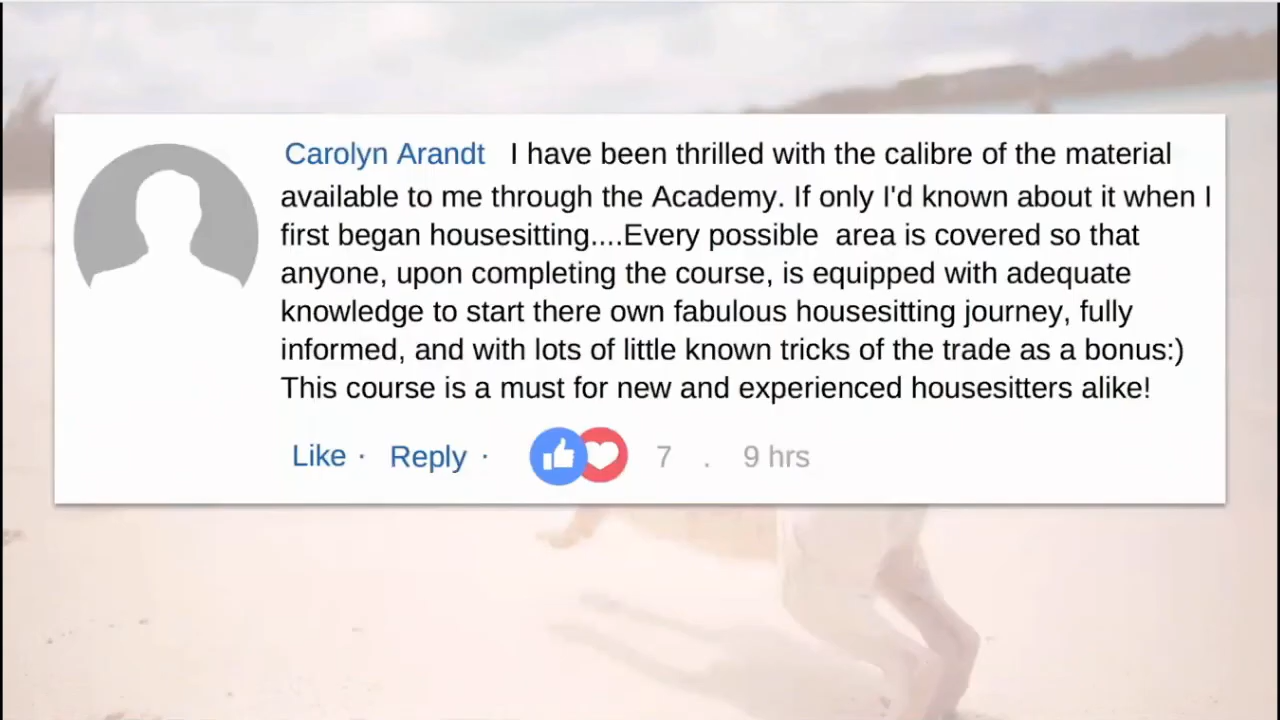 Carolyn Arandt I have been thrilled with the calibre of the material
available to me through the Academy. If only I'd known about it when I
first began housesitting....Every possible area is covered so that
anyone, upon completing the course, is equipped with adequate
knowledge to start there own fabulous housesitting journey, fully
informed, and with lots of little known tricks of the trade as a bonus:)
This course is a must for new and experienced housesitters alike!
Like · Reply · 7 . 9 hrs